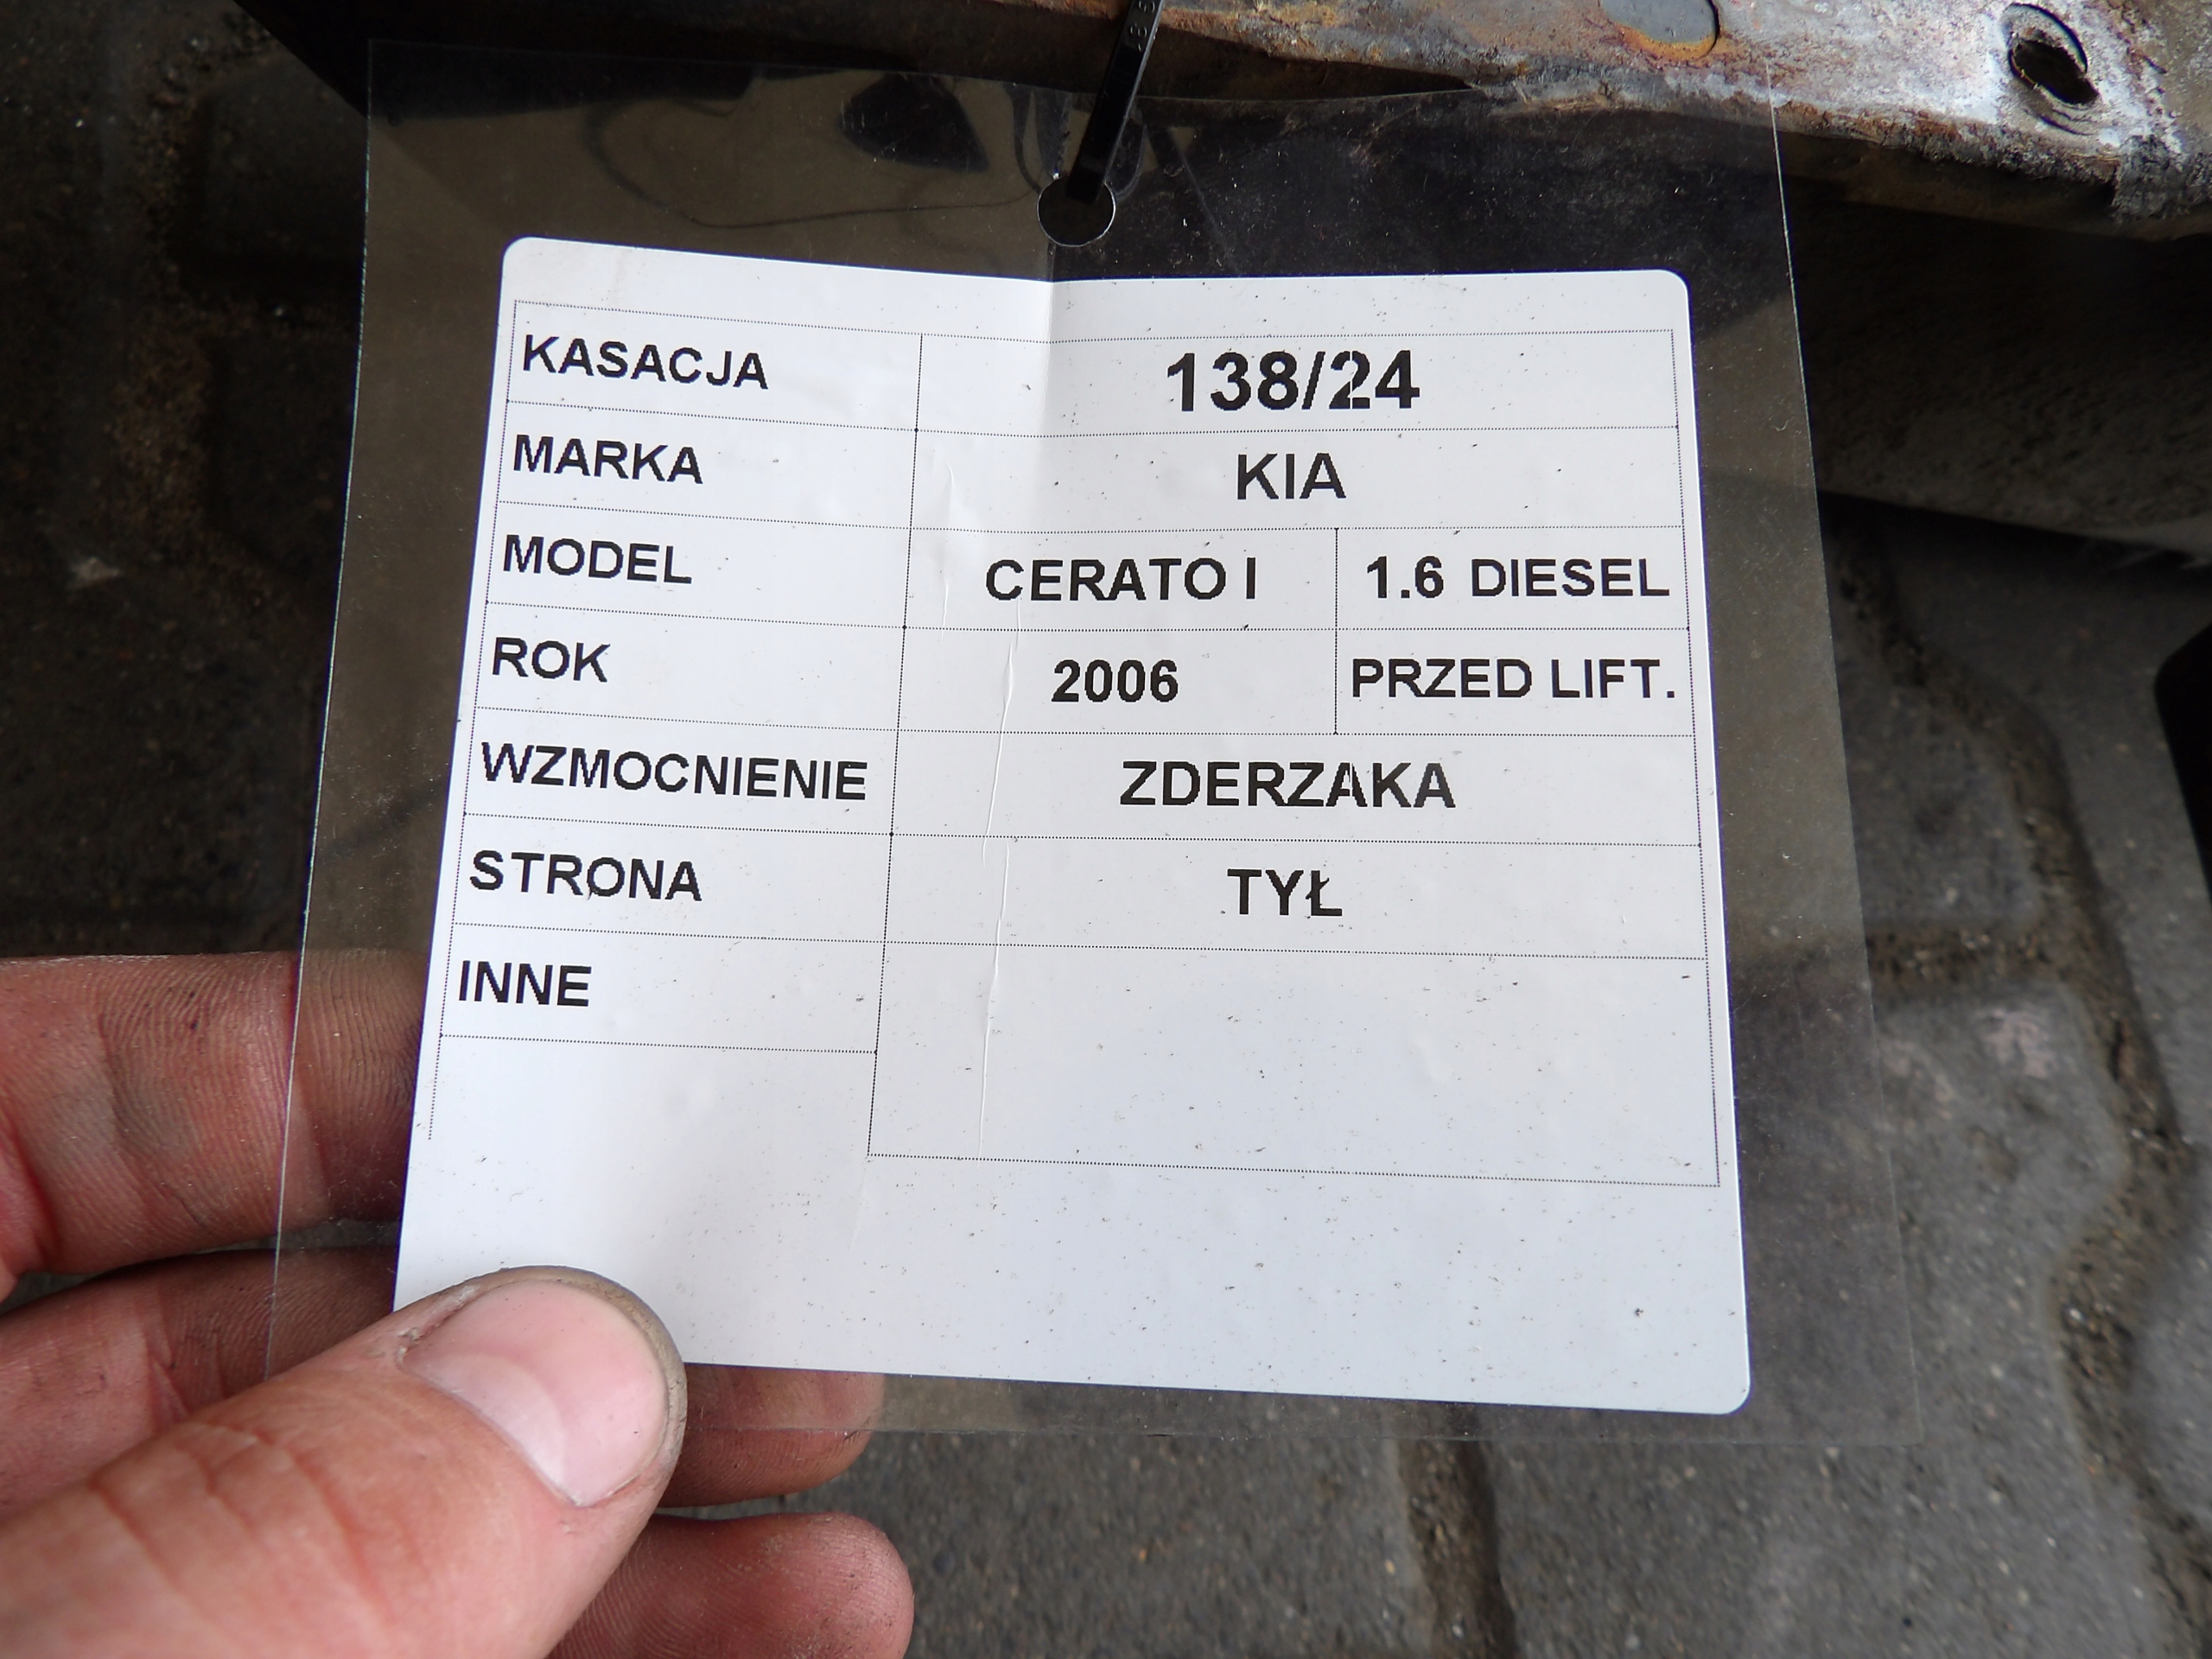 KASACJA 138/24
MARKA KIA
MODEL CERATO I 1.6 DIESEL
ROK 2006 PRZED LIFT.
WZMOCNIENIE ZDERZAKA
STRONA TYŁ
INNE